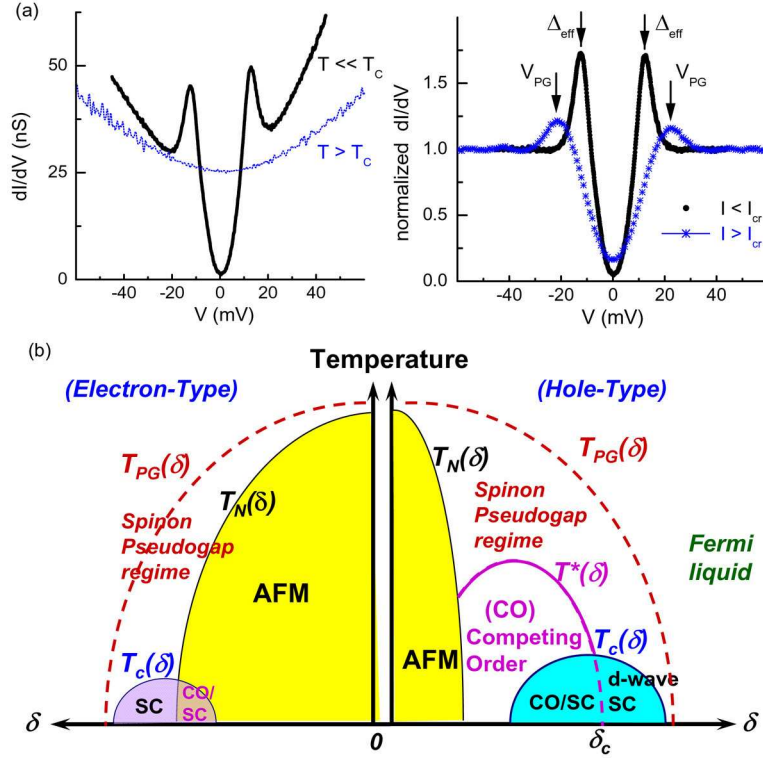 (a)
50
25
0
dI/dV (nS)
T << T_C
T > T_C
-40 -20 0 20 40
V (mV)
Δ_eff Δ_eff
V_PG V_PG
1.5
1.0
0.5
0.0
normalized dI/dV
I < I_cr
I > I_cr
-40 -20 0 20 40
V (mV)
(b)
Temperature
(Electron-Type) (Hole-Type)
T_PG(δ) T_N(δ) T_PG(δ)
T_N(δ)
Spinon
Pseudogap
regime
Spinon
Pseudogap
regime
Fermi
liquid
AFM
T*(δ)
(CO)
Competing
Order
AFM
T_c(δ) T_c(δ)
SC
CO/
SC
CO/SC
d-wave
SC
δ 0 δ_c δ